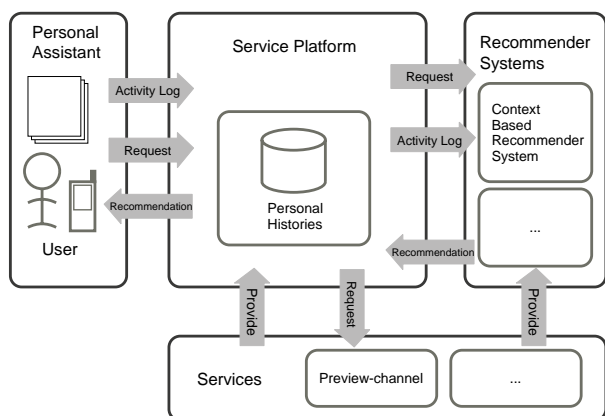 Personal
Assistant
User
Activity Log
Request
Recommendation
Service Platform
Personal
Histories
Request
Activity Log
Recommendation
Recommender
Systems
Context
Based
Recommender
System
...
Provide
Request
Provide
Services
Preview-channel
...